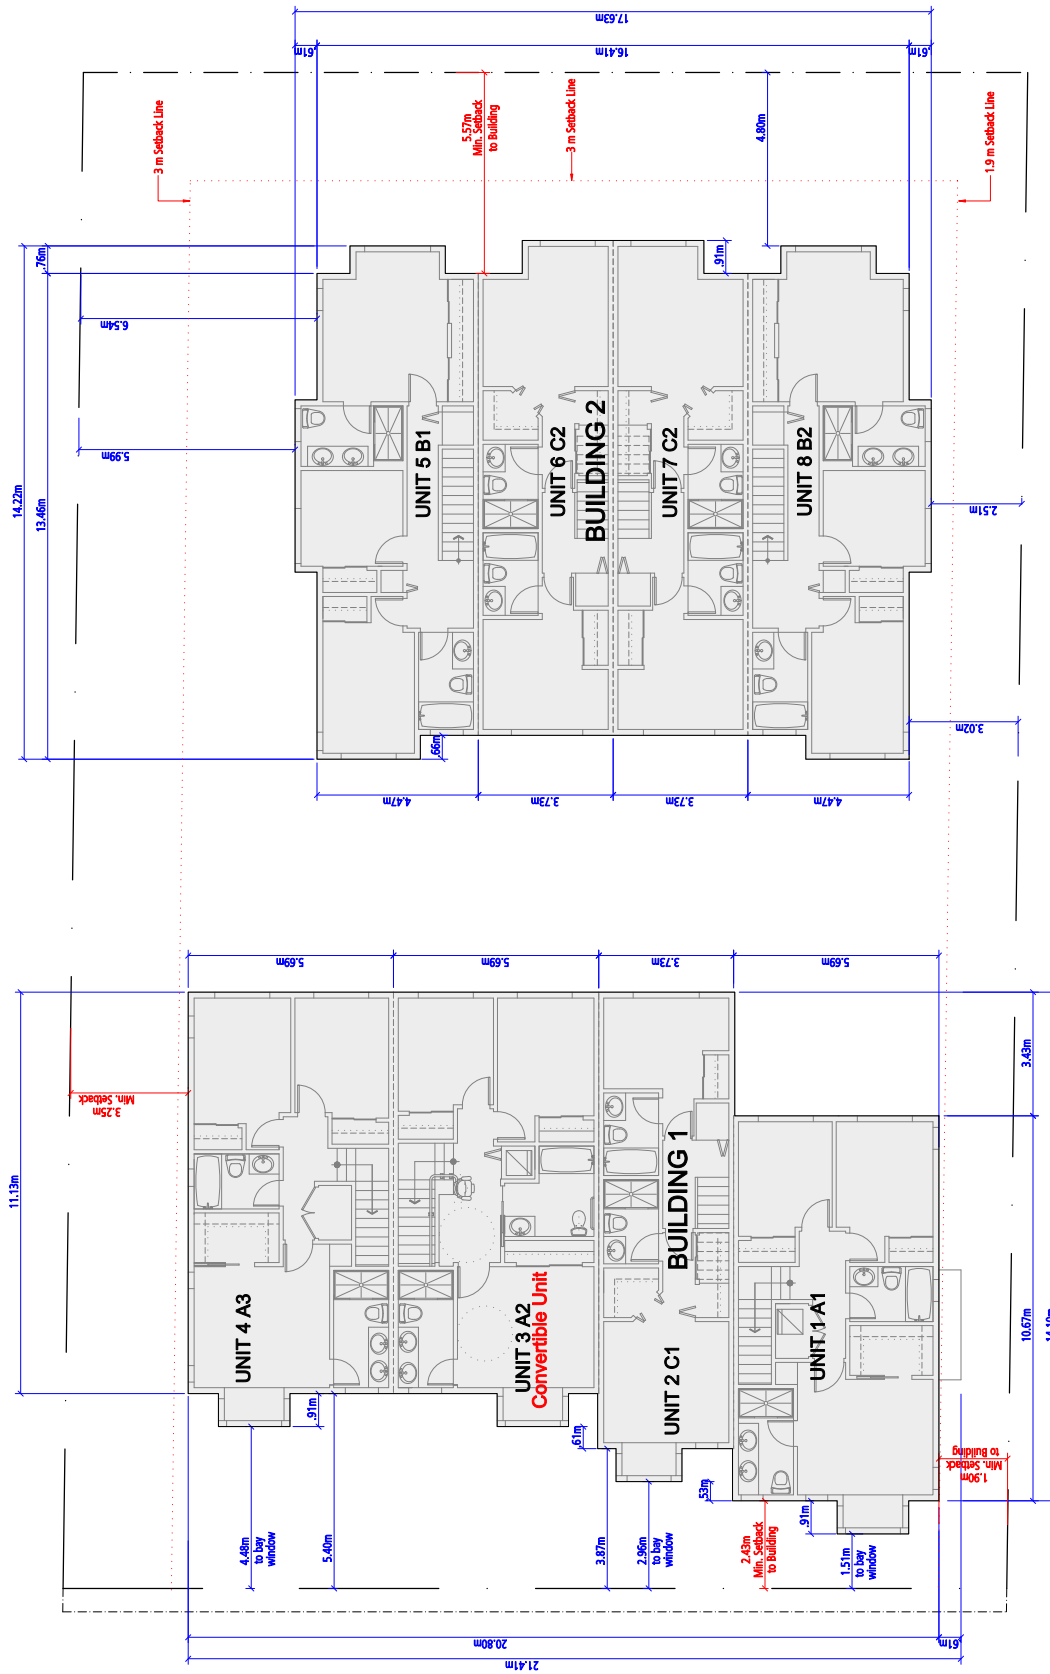 17.63m
.61m
16.41m
.61m
3 m Setback Line
5.57m
Min. Setback
to Building
3 m Setback Line
4.80m
1.9 m Setback Line
.76m
.91m
6.54m
14.22m
13.46m
5.99m
UNIT 5 B1
UNIT 6 C2
BUILDING 2
UNIT 7 C2
UNIT 8 B2
2.51m
3.02m
.66m
4.47m
3.73m
3.73m
4.47m
5.69m
5.69m
3.73m
5.69m
3.25m
Min. Setback
3.43m
11.13m
BUILDING 1
UNIT 4 A3
UNIT 3 A2
Convertible Unit
UNIT 2 C1
UNIT 1 A1
10.67m
.91m
.61m
.53m
.91m
1.90m
Min. Setback
to Building
4.48m
to bay
window
5.40m
3.87m
2.96m
to bay
window
2.43m
Min. Setback
to Building
1.51m
to bay
window
20.80m
.61m
21.41m